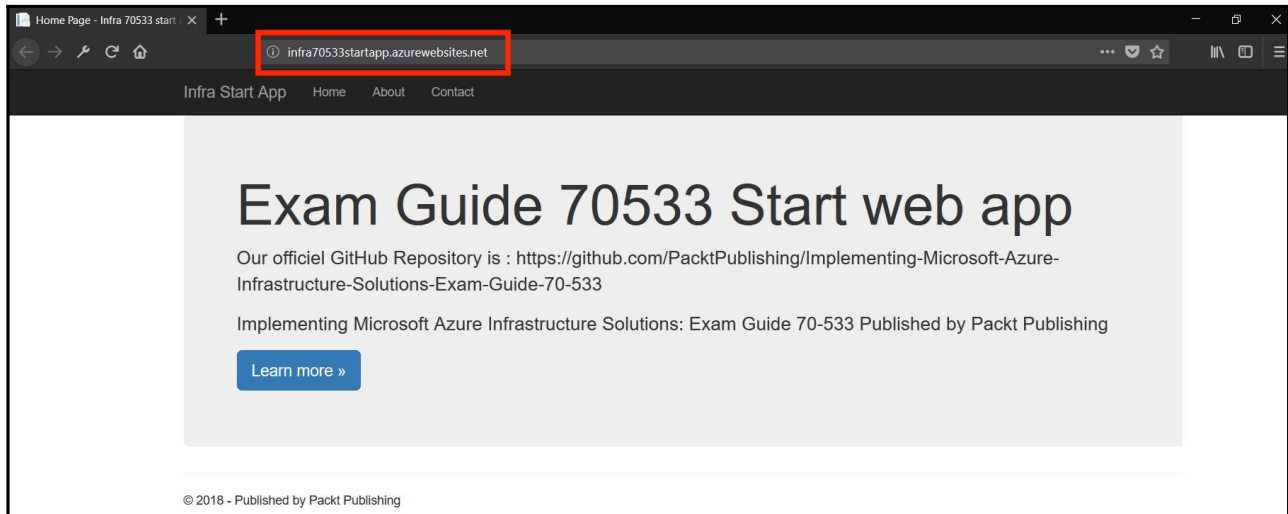 Home Page - Infra 70533 start
infra70533startapp.azurewebsites.net
Infra Start App Home About Contact
Exam Guide 70533 Start web app
Our officiel GitHub Repository is : https://github.com/PacktPublishing/Implementing-Microsoft-Azure-
Infrastructure-Solutions-Exam-Guide-70-533
Implementing Microsoft Azure Infrastructure Solutions: Exam Guide 70-533 Published by Packt Publishing
Learn more »
© 2018 - Published by Packt Publishing